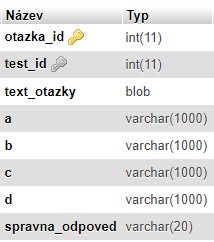 Název Typ
otazka_id int(11)
test_id int(11)
text_otazky blob
a varchar(1000)
b varchar(1000)
c varchar(1000)
d varchar(1000)
spravna_odpoved varchar(20)